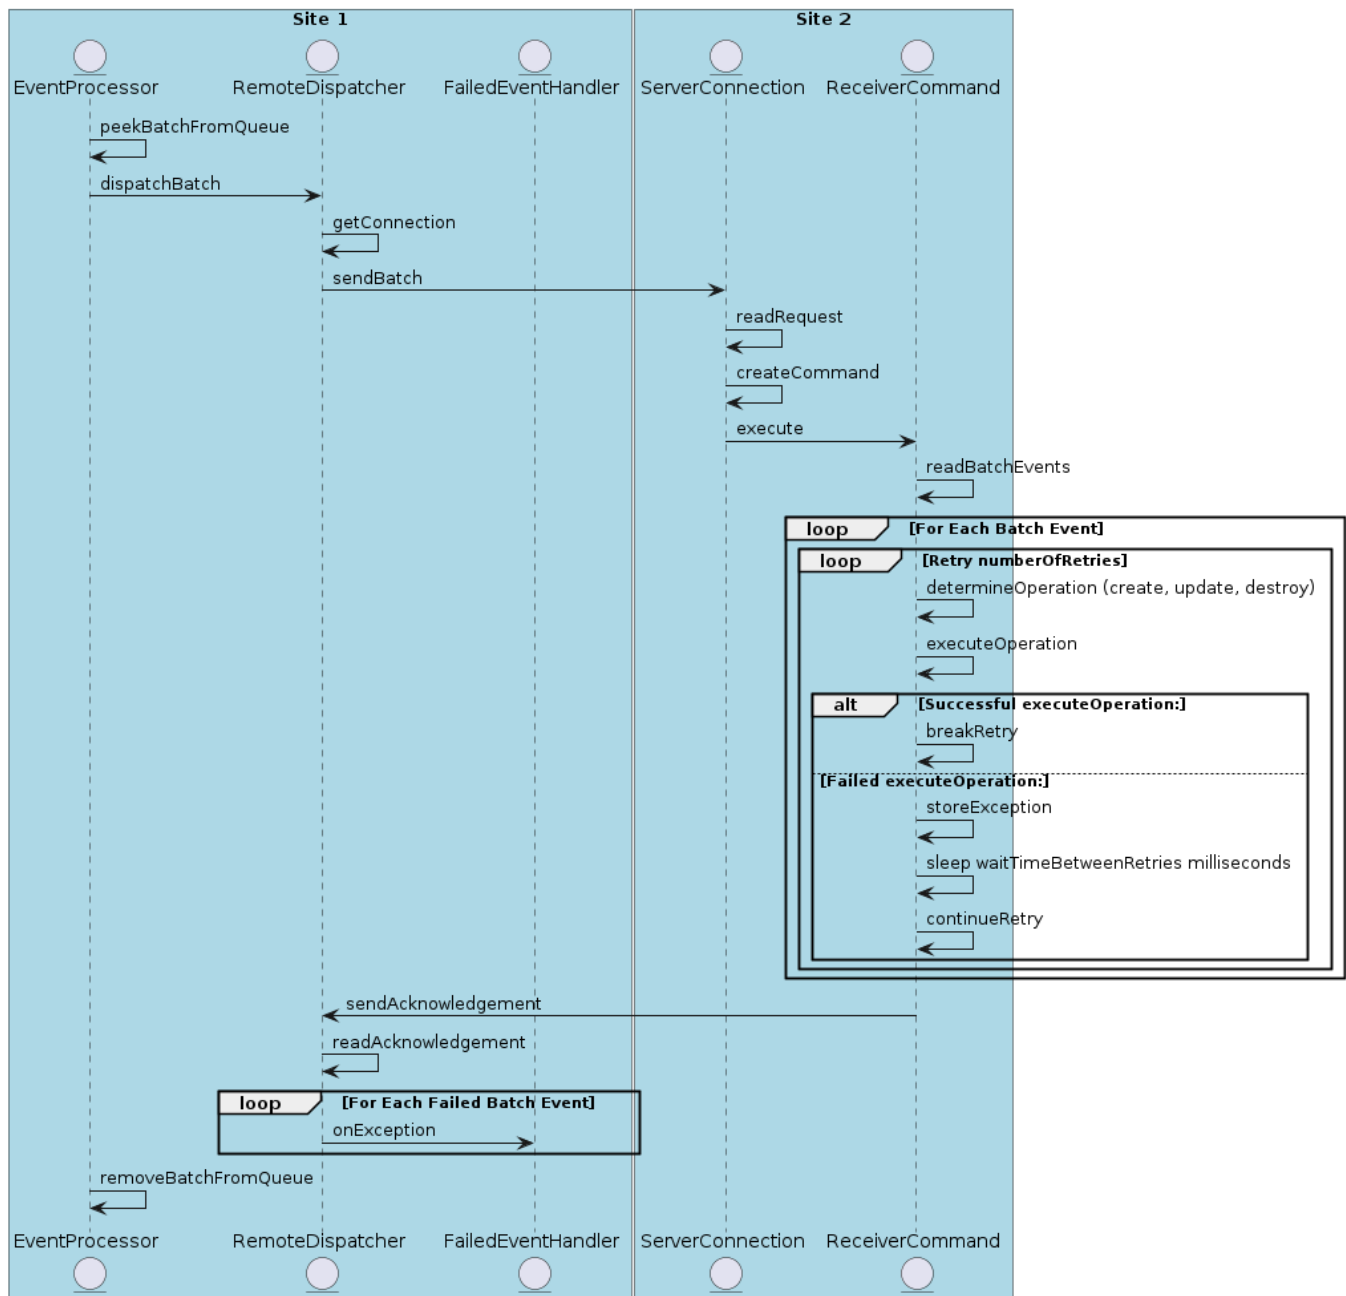 Site 1
Site 2
EventProcessor
RemoteDispatcher
FailedEventHandler
ServerConnection
ReceiverCommand
peekBatchFromQueue
dispatchBatch
getConnection
sendBatch
readRequest
createCommand
execute
readBatchEvents
loop [For Each Batch Event]
loop [Retry numberOfRetries]
determineOperation (create, update, destroy)
executeOperation
alt [Successful executeOperation:]
breakRetry
[Failed executeOperation:]
storeException
sleep waitTimeBetweenRetries milliseconds
continueRetry
sendAcknowledgement
readAcknowledgement
loop [For Each Failed Batch Event]
onException
removeBatchFromQueue
EventProcessor
RemoteDispatcher
FailedEventHandler
ServerConnection
ReceiverCommand